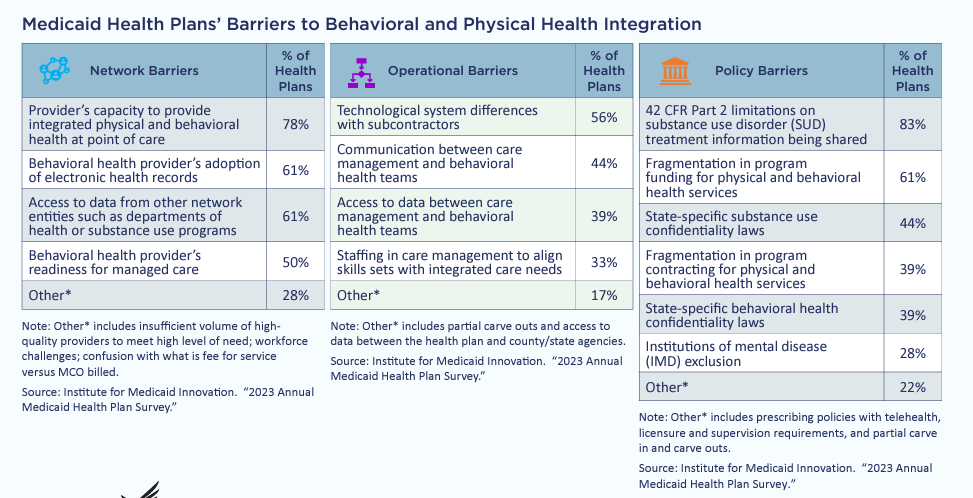 Medicaid Health Plans’ Barriers to Behavioral and Physical Health Integration
Network Barriers
% of
Health
Plans
Provider’s capacity to provide
integrated physical and behavioral
health at point of care
78%
Behavioral health provider’s adoption
of electronic health records
61%
Access to data from other network
entities such as departments of
health or substance use programs
61%
Behavioral health provider’s
readiness for managed care
50%
Other*
28%
Note: Other* includes insufficient volume of high-
quality providers to meet high level of need; workforce
challenges; confusion with what is fee for service
versus MCO billed.
Source: Institute for Medicaid Innovation. “2023 Annual
Medicaid Health Plan Survey.”
Operational Barriers
% of
Health
Plans
Technological system differences
with subcontractors
56%
Communication between care
management and behavioral
health teams
44%
Access to data between care
management and behavioral
health teams
39%
Staffing in care management to align
skills sets with integrated care needs
33%
Other*
17%
Note: Other* includes partial carve outs and access to
data between the health plan and county/state agencies.
Source: Institute for Medicaid Innovation. “2023 Annual
Medicaid Health Plan Survey.”
Policy Barriers
% of
Health
Plans
42 CFR Part 2 limitations on
substance use disorder (SUD)
treatment information being shared
83%
Fragmentation in program
funding for physical and behavioral
health services
61%
State-specific substance use
confidentiality laws
44%
Fragmentation in program
contracting for physical and
behavioral health services
39%
State-specific behavioral health
confidentiality laws
39%
Institutions of mental disease
(IMD) exclusion
28%
Other*
22%
Note: Other* includes prescribing policies with telehealth,
licensure and supervision requirements, and partial carve
in and carve outs.
Source: Institute for Medicaid Innovation. “2023 Annual
Medicaid Health Plan Survey.”